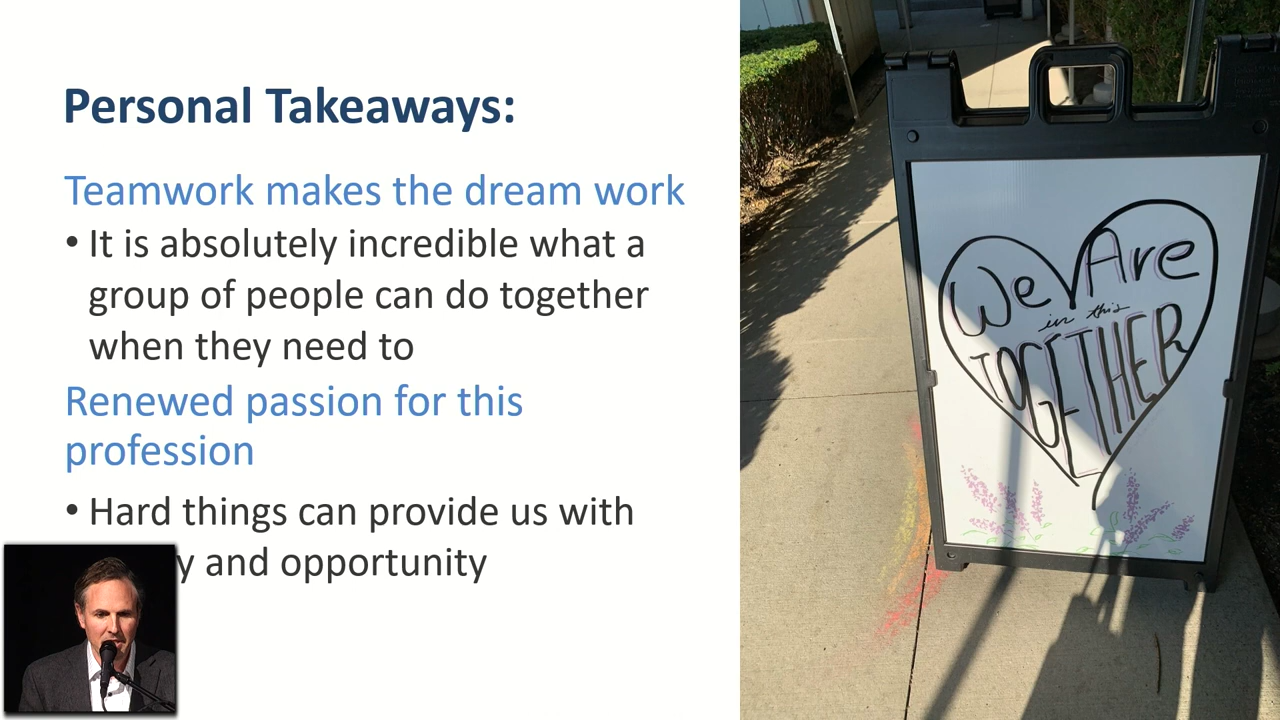 Personal Takeaways:
Teamwork makes the dream work
• It is absolutely incredible what a
group of people can do together
when they need to
Renewed passion for this
profession
• Hard things can provide us with
and opportunity
We Are
in this
TOGETHER